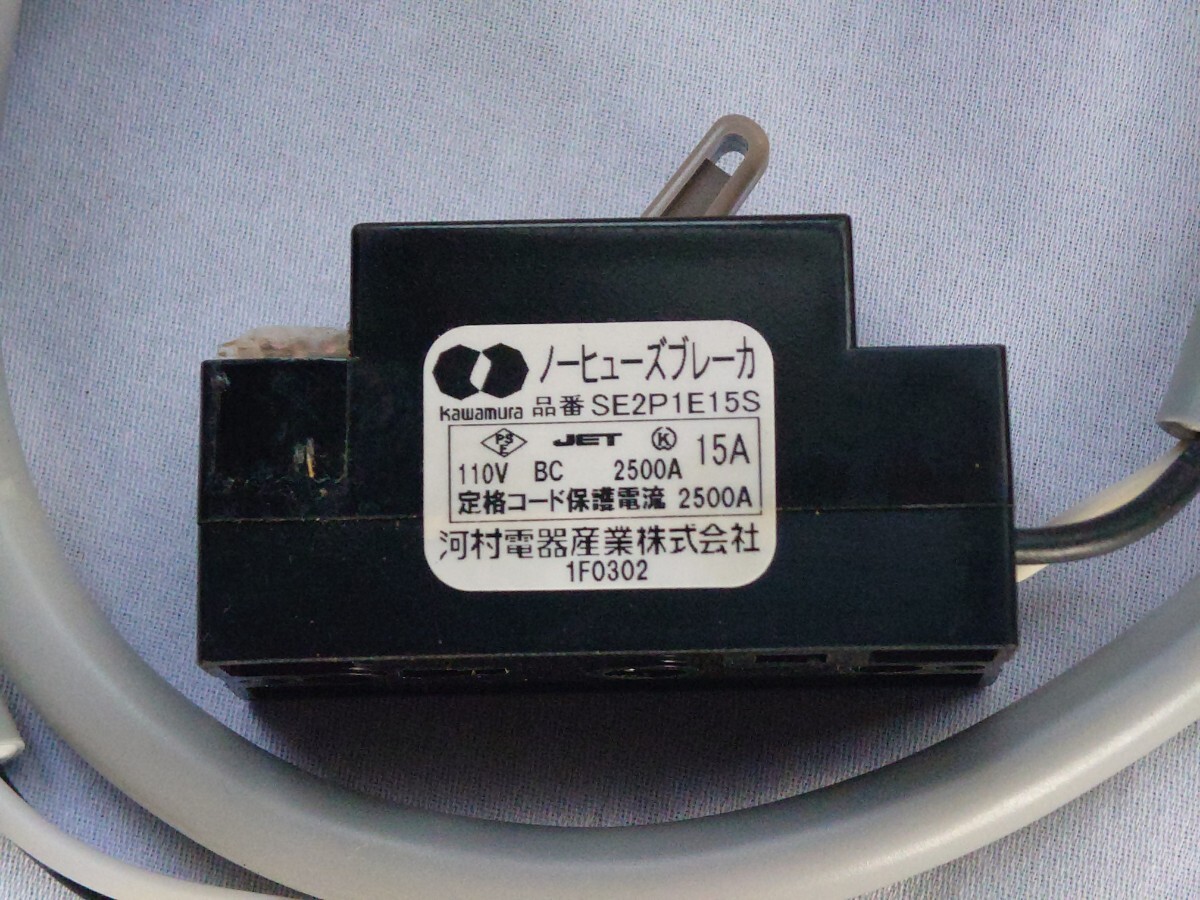 ノーヒューズブレーカ
Kawamura 品番 SE2P1E15S
PS E JET K 15A
110V BC 2500A
定格コード保護電流 2500A
河村電器産業株式会社
1F0302